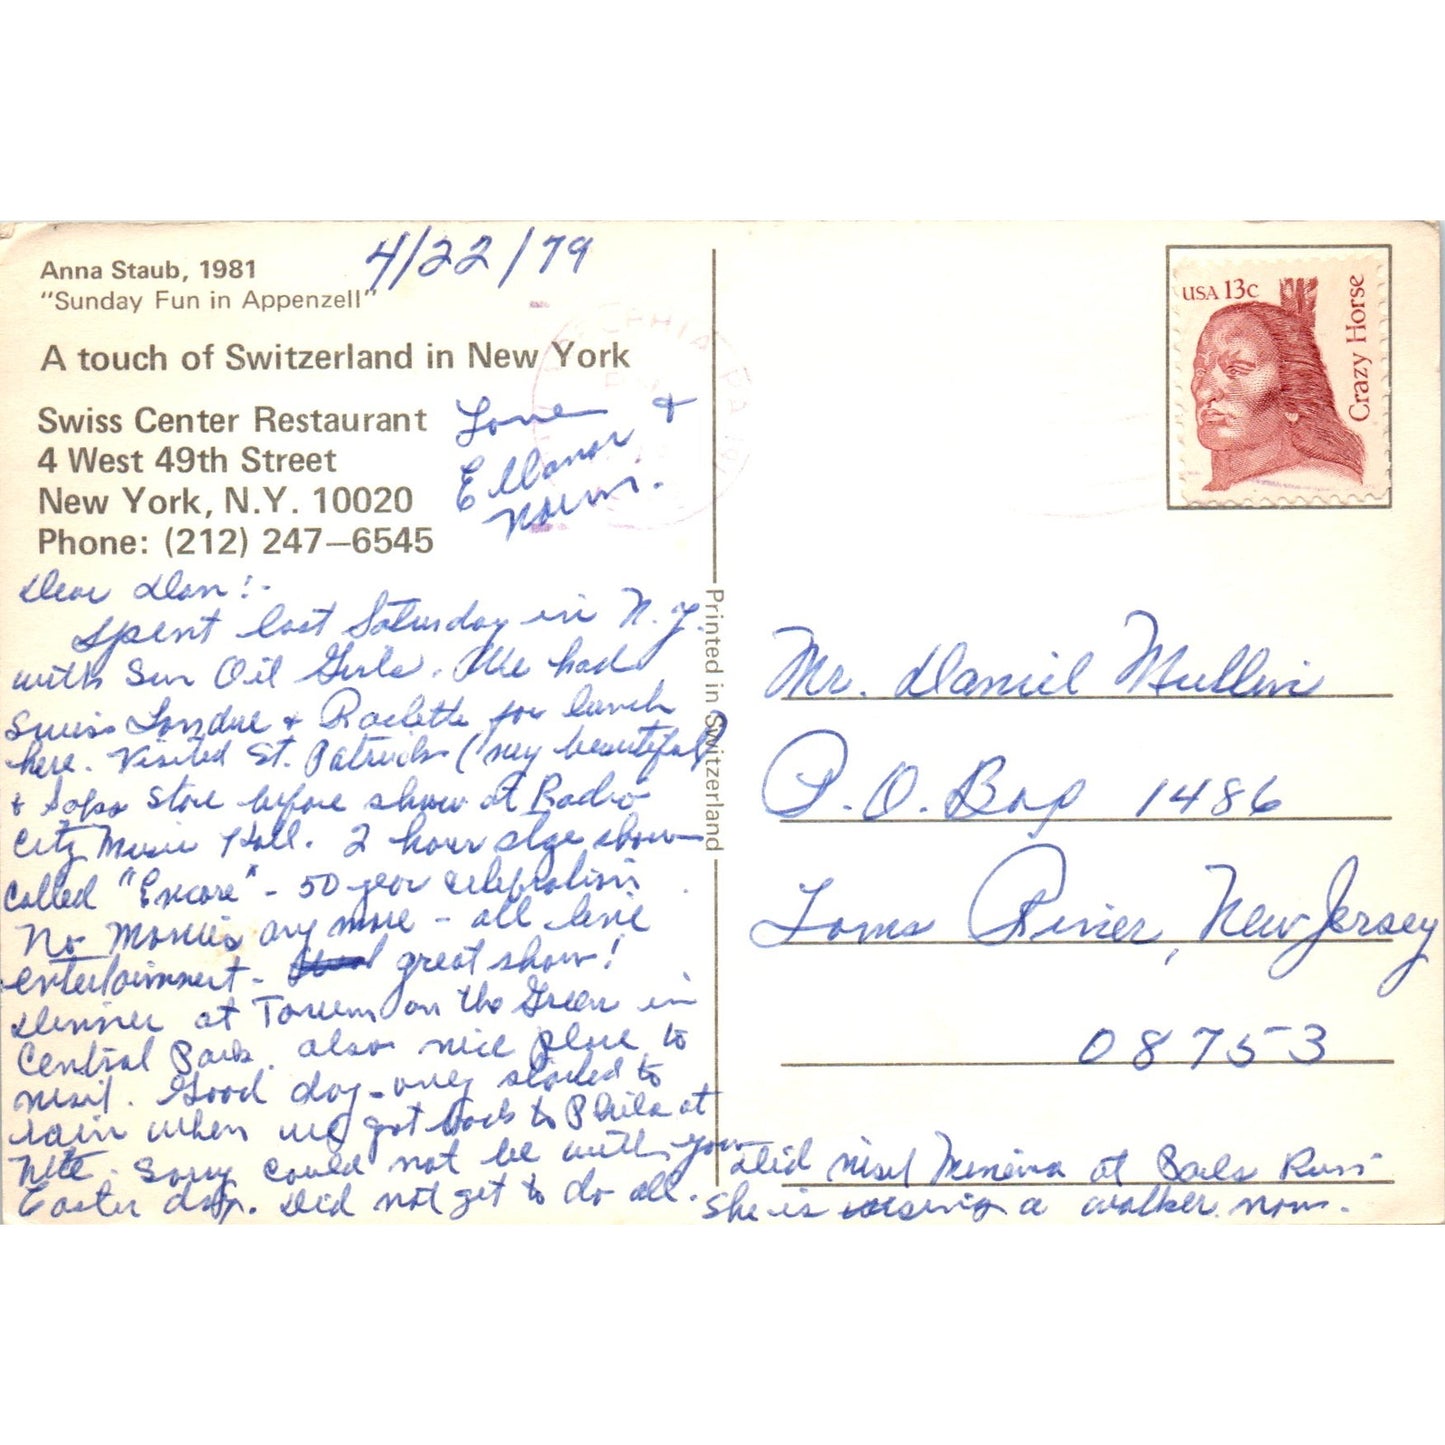 Anna Staub, 1981
4/22/79
"Sunday Fun in Appenzell"
A touch of Switzerland in New York
Swiss Center Restaurant
4 West 49th Street
New York, N.Y. 10020
Phone: (212) 247–6545
Love &
Ellanor
Norm.
Dear Dan!-
Spent last Saturday in N.Y.
with Sun Oil Girls. We had
Swiss Fondue & Raclette for lunch
here. Visited St. Patricks (very beautiful)
& Saks store before show at Radio
City Music Hall. 2 hour stge show
called "Encore" - 50 year celebration
No Movies any more - all live
entertainment - great show!
Dinner at Tavern on the Green in
Central Park. also nice place to
visit. Good day - only started to
rain when we got back to Phila at
nite. Sorry could not be with you
Easter day. Did not get to do all.
Did visit Minerva at Bala
She is using a walker now.
Printed in Switzerland
USA 13c
Crazy Horse
Mr. Daniel Mullin
P.O. Box 1486
Toms River, New Jersey
08753